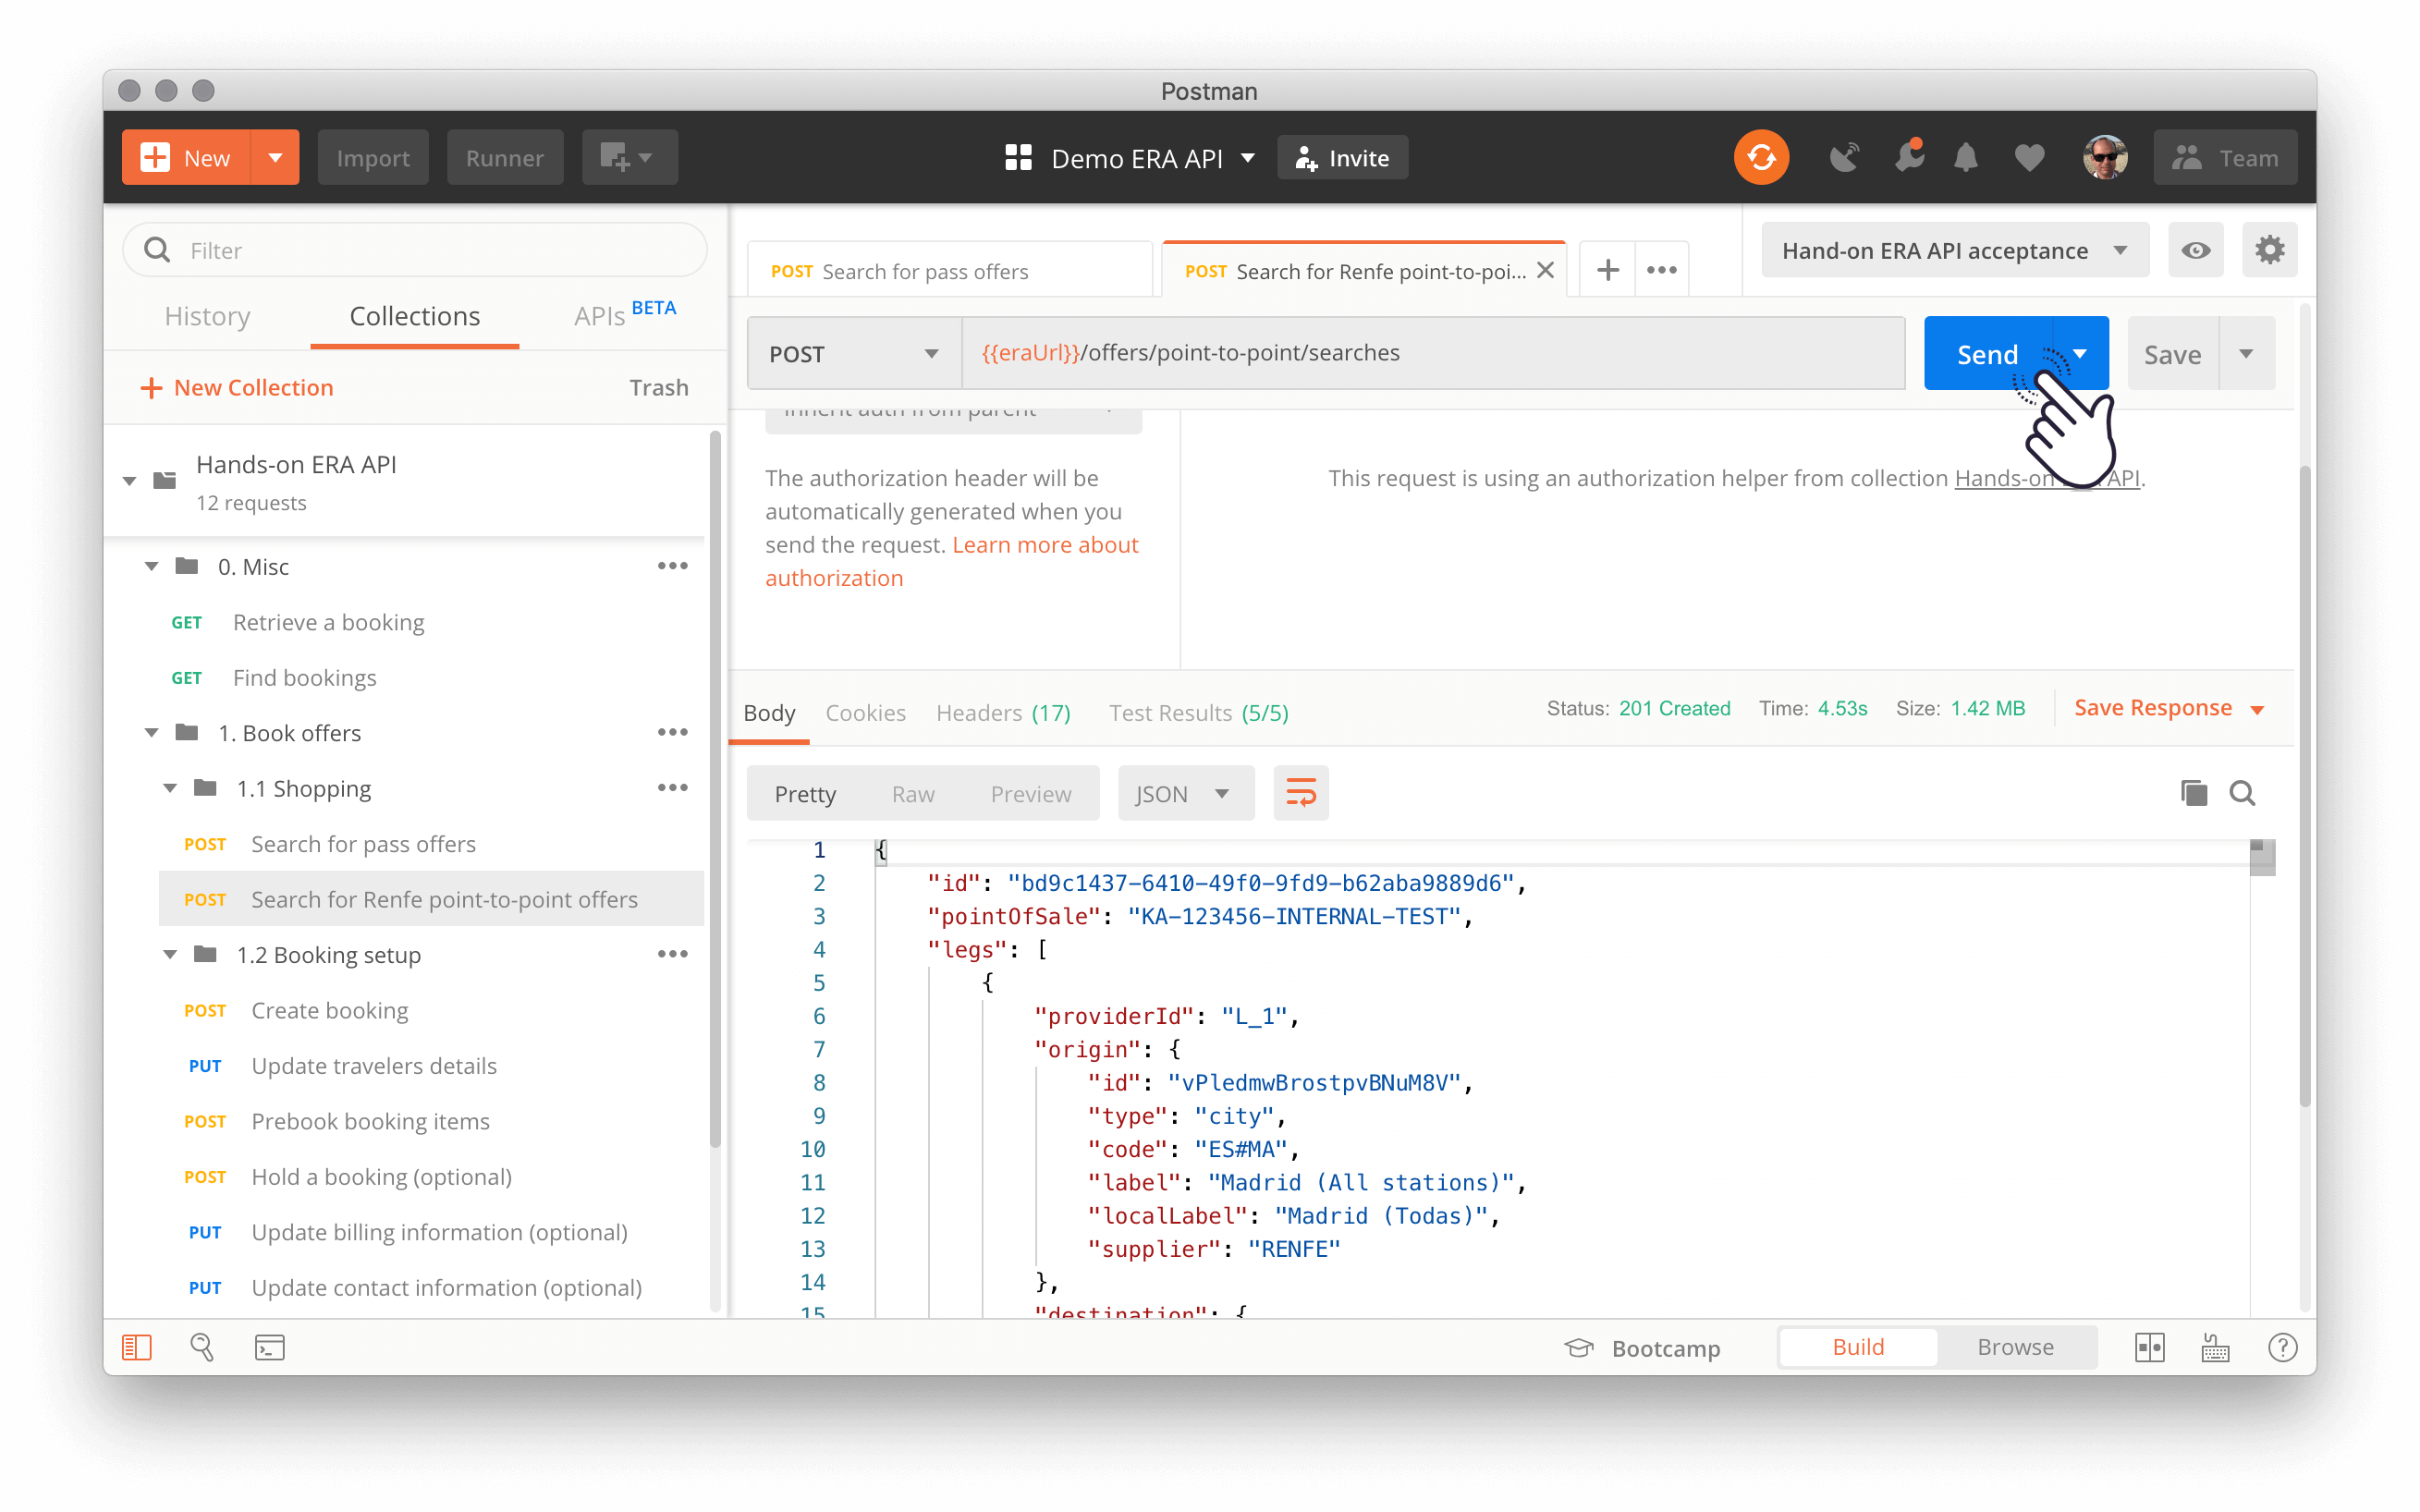 Postman
New
Import
Runner
Demo ERA API
Invite
Team
Filter
History
Collections
APIs BETA
New Collection
Trash
Hands-on ERA API
12 requests
0. Misc
GET Retrieve a booking
GET Find bookings
1. Book offers
1.1 Shopping
POST Search for pass offers
POST Search for Renfe point-to-point offers
1.2 Booking setup
POST Create booking
PUT Update travelers details
POST Prebook booking items
POST Hold a booking (optional)
PUT Update billing information (optional)
PUT Update contact information (optional)
POST Search for pass offers
POST Search for Renfe point-to-poi...
Hand-on ERA API acceptance
POST
{{eraUrl}}/offers/point-to-point/searches
Send
Save
Inherit auth from parent
The authorization header will be
automatically generated when you
send the request. Learn more about
authorization
This request is using an authorization helper from collection Hands-on API.
Body
Cookies
Headers (17)
Test Results (5/5)
Status: 201 Created
Time: 4.53s
Size: 1.42 MB
Save Response
Pretty
Raw
Preview
JSON
1 {
2 "id": "bd9c1437-6410-49f0-9fd9-b62aba9889d6",
3 "pointOfSale": "KA-123456-INTERNAL-TEST",
4 "legs": [
5 {
6 "providerId": "L_1",
7 "origin": {
8 "id": "vPledmwBrostpvBNuM8V",
9 "type": "city",
10 "code": "ES#MA",
11 "label": "Madrid (All stations)",
12 "localLabel": "Madrid (Todas)",
13 "supplier": "RENFE"
14 },
15 "destination": {
Bootcamp
Build
Browse